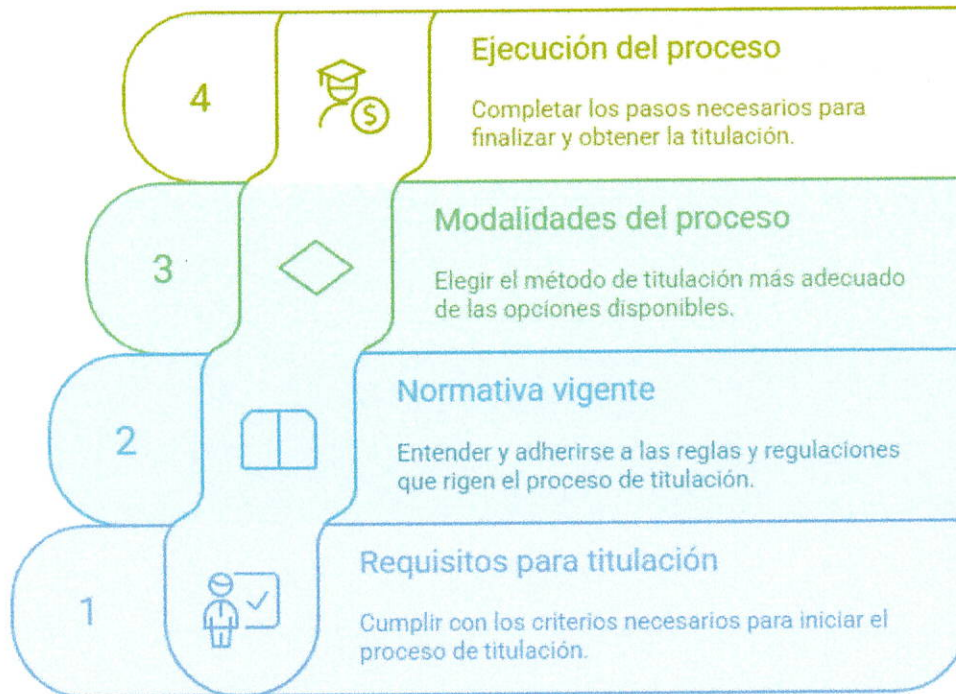 4
Ejecución del proceso
Completar los pasos necesarios para
finalizar y obtener la titulación.
$
3
Modalidades del proceso
Elegir el método de titulación más adecuado
de las opciones disponibles.
2
Normativa vigente
Entender y adherirse a las reglas y regulaciones
que rigen el proceso de titulación.
1
Requisitos para titulación
Cumplir con los criterios necesarios para iniciar el
proceso de titulación.